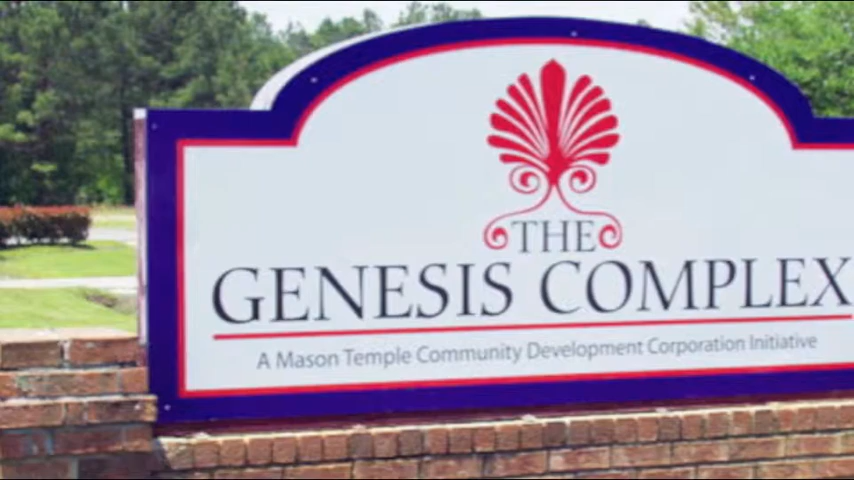 THE
GENESIS COMPLEX
A Mason Temple Community Development Corporation Initiative